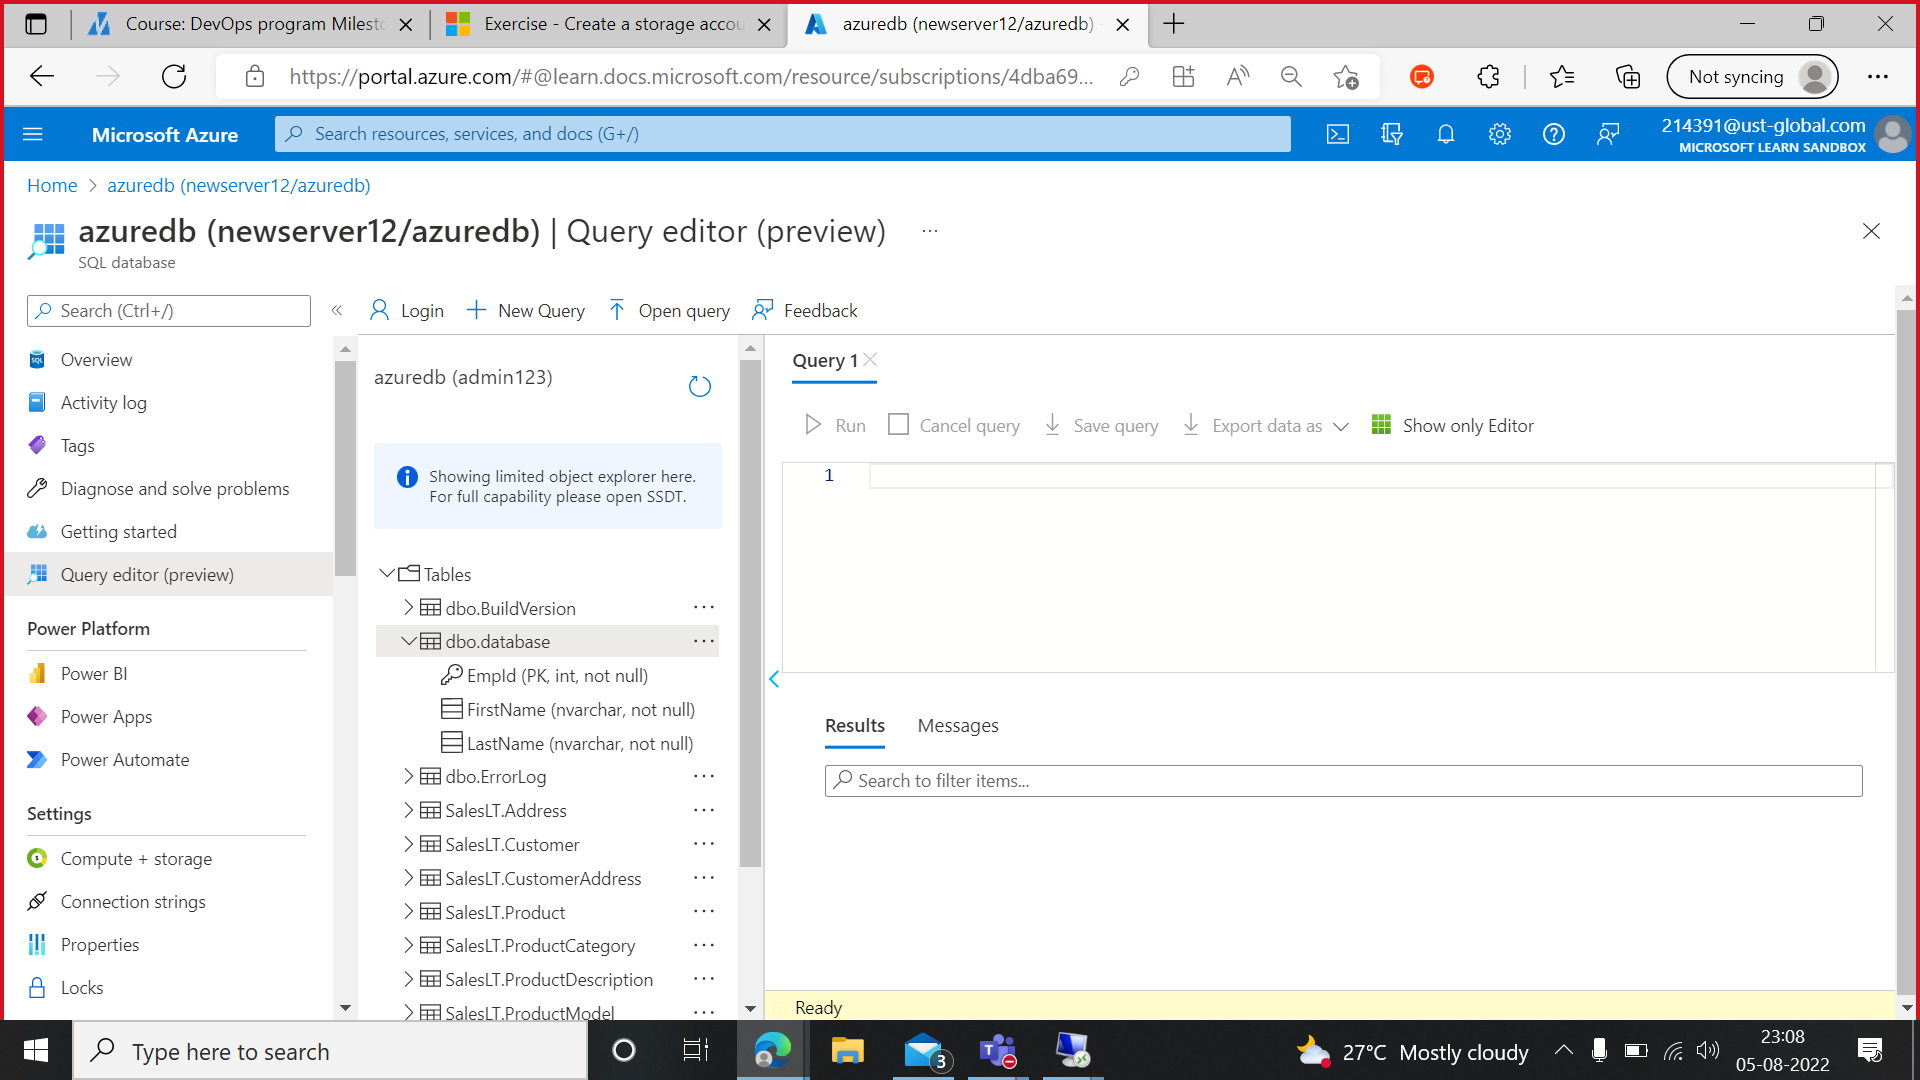 Course: DevOps program Milesto
Exercise - Create a storage accou
azuredb (newserver12/azuredb)
https://portal.azure.com/#@learn.docs.microsoft.com/resource/subscriptions/4dba69...
Not syncing
Microsoft Azure
Search resources, services, and docs (G+/)
214391@ust-global.com
MICROSOFT LEARN SANDBOX
Home > azuredb (newserver12/azuredb)
azuredb (newserver12/azuredb) | Query editor (preview) ...
SQL database
Search (Ctrl+/)
Overview
Activity log
Tags
Diagnose and solve problems
Getting started
Query editor (preview)
Power Platform
Power BI
Power Apps
Power Automate
Settings
Compute + storage
Connection strings
Properties
Locks
Login
New Query
Open query
Feedback
azuredb (admin123)
Showing limited object explorer here.
For full capability please open SSDT.
Tables
dbo.BuildVersion
dbo.database
EmpId (PK, int, not null)
FirstName (nvarchar, not null)
LastName (nvarchar, not null)
dbo.ErrorLog
SalesLT.Address
SalesLT.Customer
SalesLT.CustomerAddress
SalesLT.Product
SalesLT.ProductCategory
SalesLT.ProductDescription
SalesLT.ProductModel
Query 1
Run
Cancel query
Save query
Export data as
Show only Editor
1
Results
Messages
Search to filter items...
Ready
Type here to search
3
27°C Mostly cloudy
23:08
05-08-2022